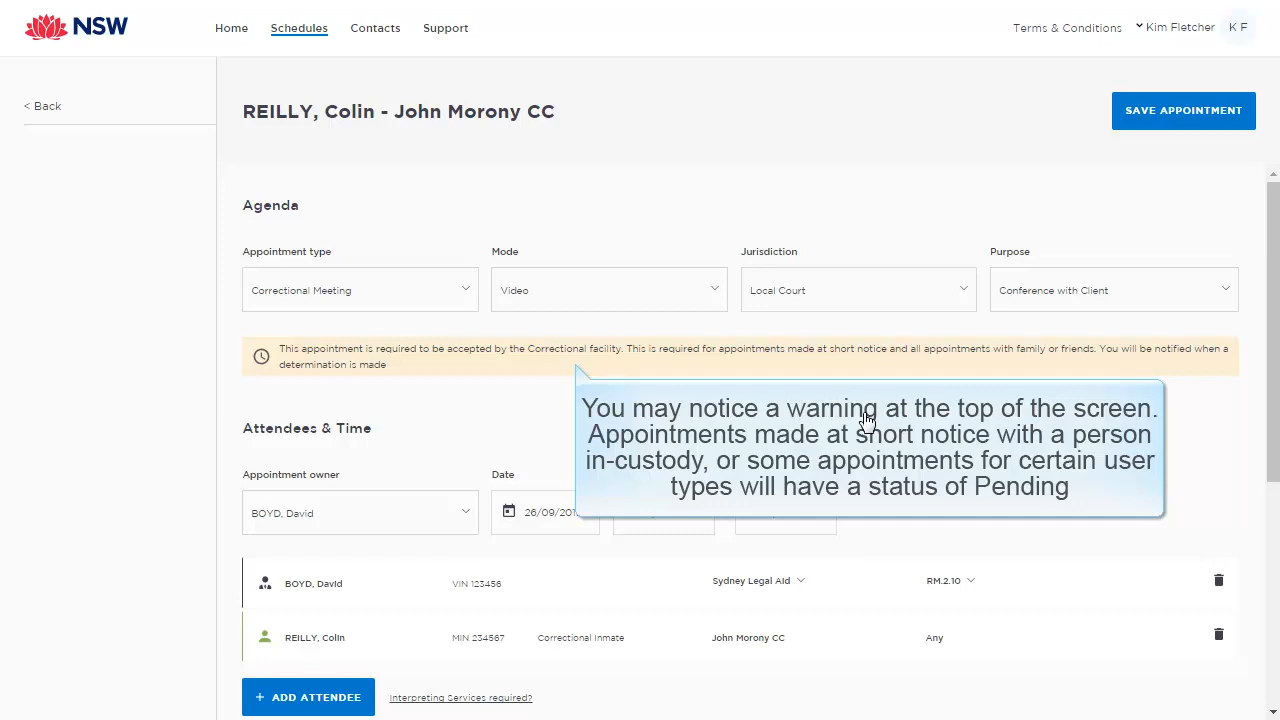 NSW
Home Schedules Contacts Support
Terms & Conditions Kim Fletcher K F
< Back
REILLY, Colin - John Morony CC
SAVE APPOINTMENT
Agenda
Appointment type Mode Jurisdiction Purpose
Correctional Meeting Video Local Court Conference with Client
This appointment is required to be accepted by the Correctional facility. This is required for appointments made at short notice and all appointments with family or friends. You will be notified when a
determination is made
You may notice a warning at the top of the screen.
Appointments made at short notice with a person
in-custody, or some appointments for certain user
types will have a status of Pending
Attendees & Time
Appointment owner Date
BOYD, David 26/09/201
BOYD, David VIN 123456 Sydney Legal Aid RM.2.10
REILLY, Colin MIN 234567 Correctional Inmate John Morony CC Any
+ ADD ATTENDEE Interpreting Services required?